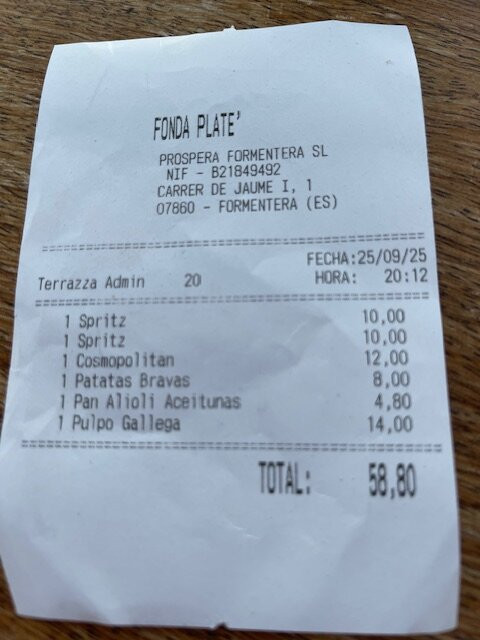 FONDA PLATE'
PROSPERA FORMENTERA SL
NIF - B21849492
CARRER DE JAUME I, 1
07860 - FORMENTERA (ES)
FECHA:25/09/25
Terrazza Admin 20 HORA: 20:12
1 Spritz 10,00
1 Spritz 10,00
1 Cosmopolitan 12,00
1 Patatas Bravas 8,00
1 Pan Alioli Aceitunas 4,80
1 Pulpo Gallega 14,00
TOTAL: 58,80